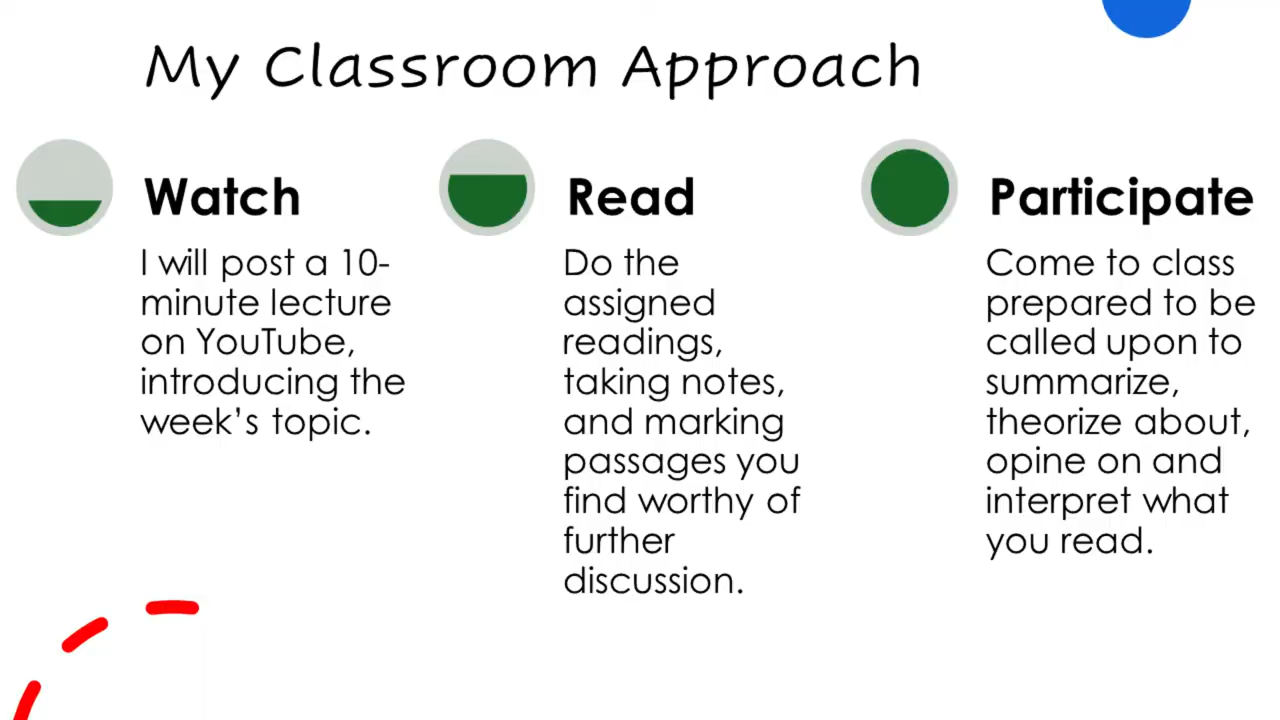 My Classroom Approach
Watch
I will post a 10-
minute lecture
on YouTube,
introducing the
week’s topic.
Read
Do the
assigned
readings,
taking notes,
and marking
passages you
find worthy of
further
discussion.
Participate
Come to class
prepared to be
called upon to
summarize,
theorize about,
opine on and
interpret what
you read.